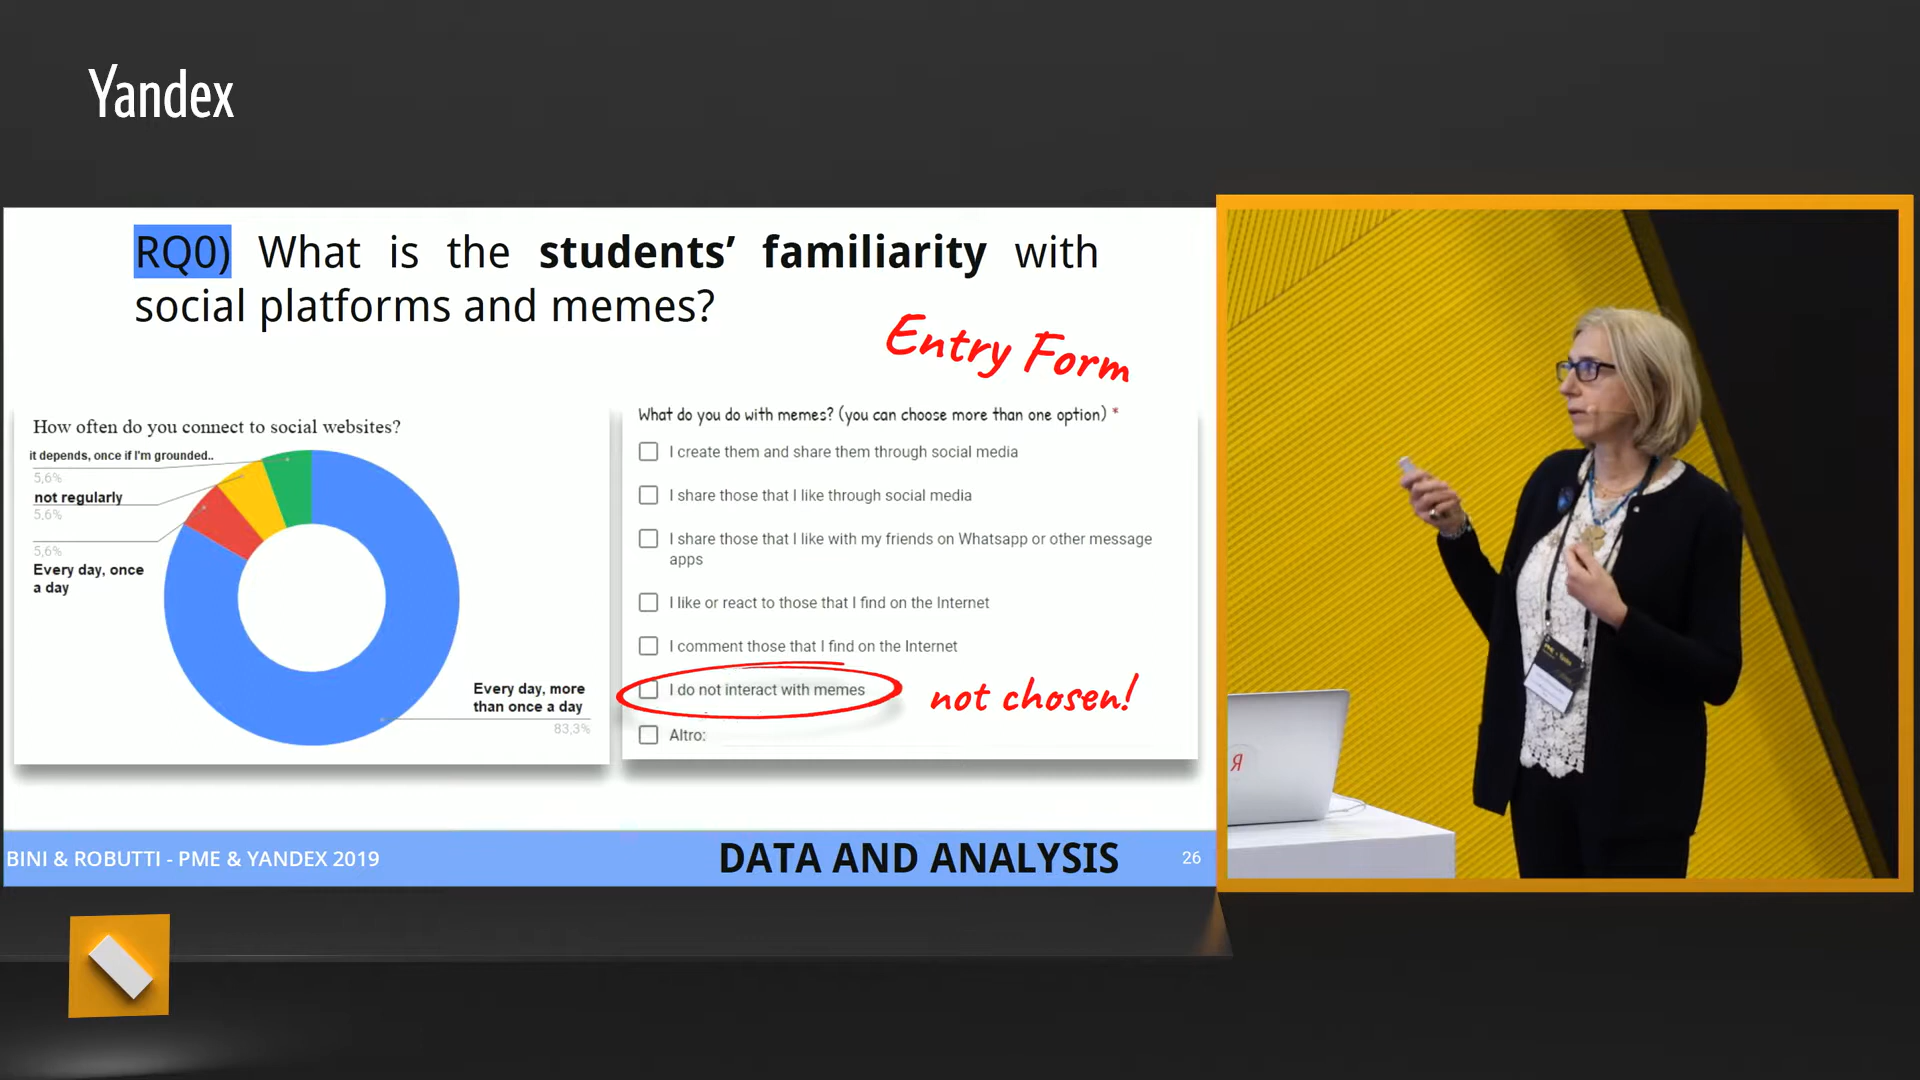 Yandex
RQ0) What is the students’ familiarity with
social platforms and memes?
Entry Form
How often do you connect to social websites?
it depends, once if I'm grounded..
5,6%
not regularly
5,6%
5,6%
Every day, once
a day
Every day, more
than once a day
83,3%
What do you do with memes? (you can choose more than one option) *
I create them and share them through social media
I share those that I like through social media
I share those that I like with my friends on Whatsapp or other message
apps
I like or react to those that I find on the Internet
I comment those that I find on the Internet
I do not interact with memes
not chosen!
Altro:
BINI & ROBUTTI - PME & YANDEX 2019
DATA AND ANALYSIS
26
Я